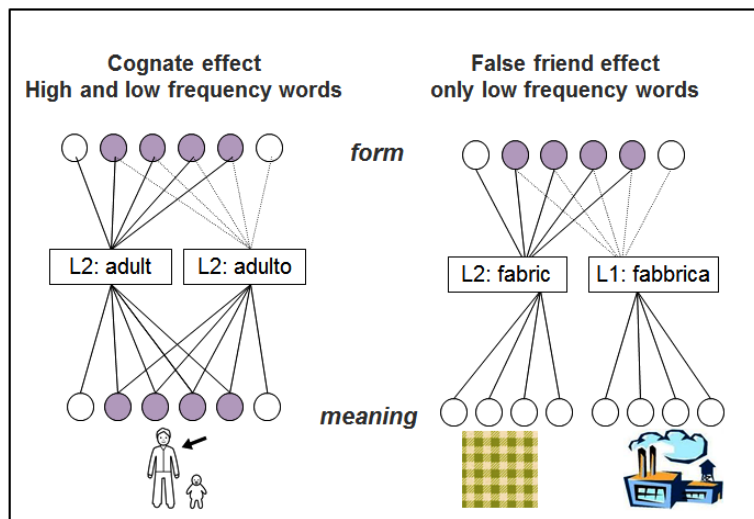 Cognate effect
High and low frequency words
False friend effect
only low frequency words
form
L2: adult
L2: adulto
L2: fabric
L1: fabbrica
meaning